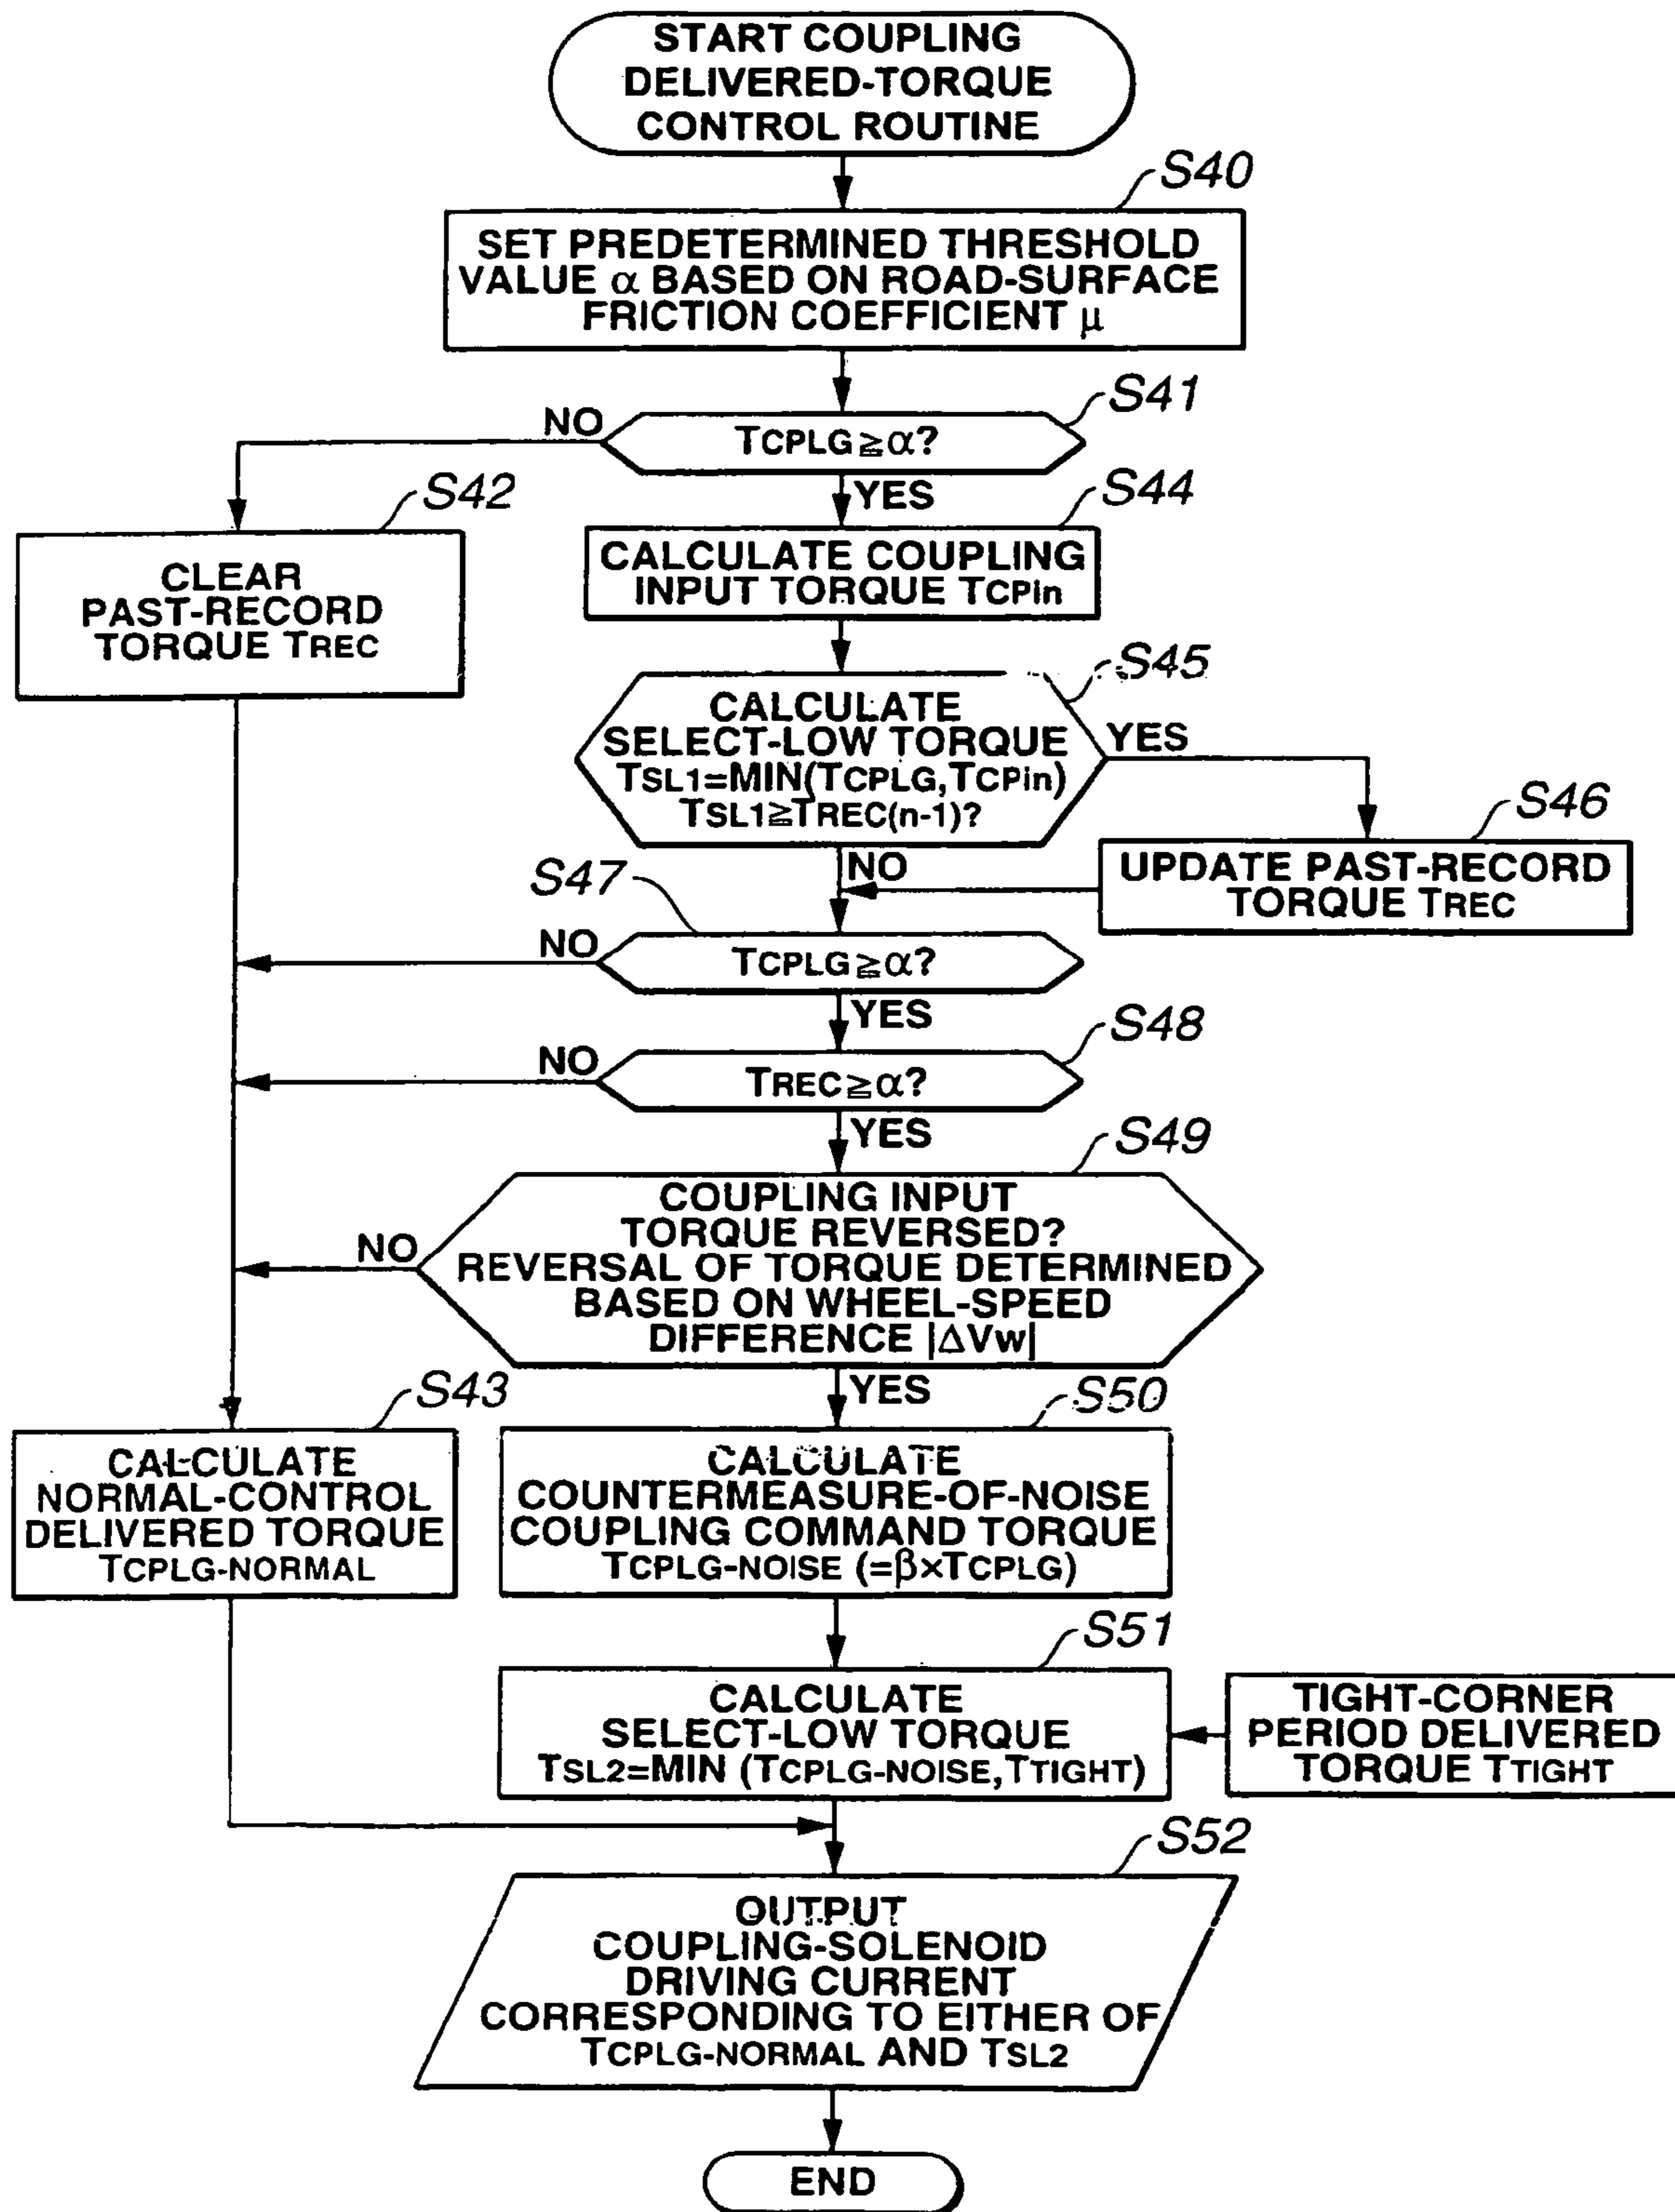 START COUPLING
DELIVERED-TORQUE
CONTROL ROUTINE
S40
SET PREDETERMINED THRESHOLD
VALUE α BASED ON ROAD-SURFACE
FRICTION COEFFICIENT μ
S41
NO
TCPLG≧α?
YES
S42
CLEAR
PAST-RECORD
TORQUE TREC
S44
CALCULATE COUPLING
INPUT TORQUE TCPin
S45
CALCULATE
SELECT-LOW TORQUE
TSL1=MIN(TCPLG,TCPin)
TSL1≧TREC(n-1)?
YES
NO
S46
UPDATE PAST-RECORD
TORQUE TREC
S47
NO
TCPLG≧α?
YES
S48
NO
TREC≧α?
YES
S49
COUPLING INPUT
TORQUE REVERSED?
REVERSAL OF TORQUE DETERMINED
BASED ON WHEEL-SPEED
DIFFERENCE |ΔVw|
NO
YES
S43
CALCULATE
NORMAL-CONTROL
DELIVERED TORQUE
TCPLG-NORMAL
S50
CALCULATE
COUNTERMEASURE-OF-NOISE
COUPLING COMMAND TORQUE
TCPLG-NOISE (=β×TCPLG)
S51
CALCULATE
SELECT-LOW TORQUE
TSL2=MIN (TCPLG-NOISE,TTIGHT)
TIGHT-CORNER
PERIOD DELIVERED
TORQUE TTIGHT
S52
OUTPUT
COUPLING-SOLENOID
DRIVING CURRENT
CORRESPONDING TO EITHER OF
TCPLG-NORMAL AND TSL2
END